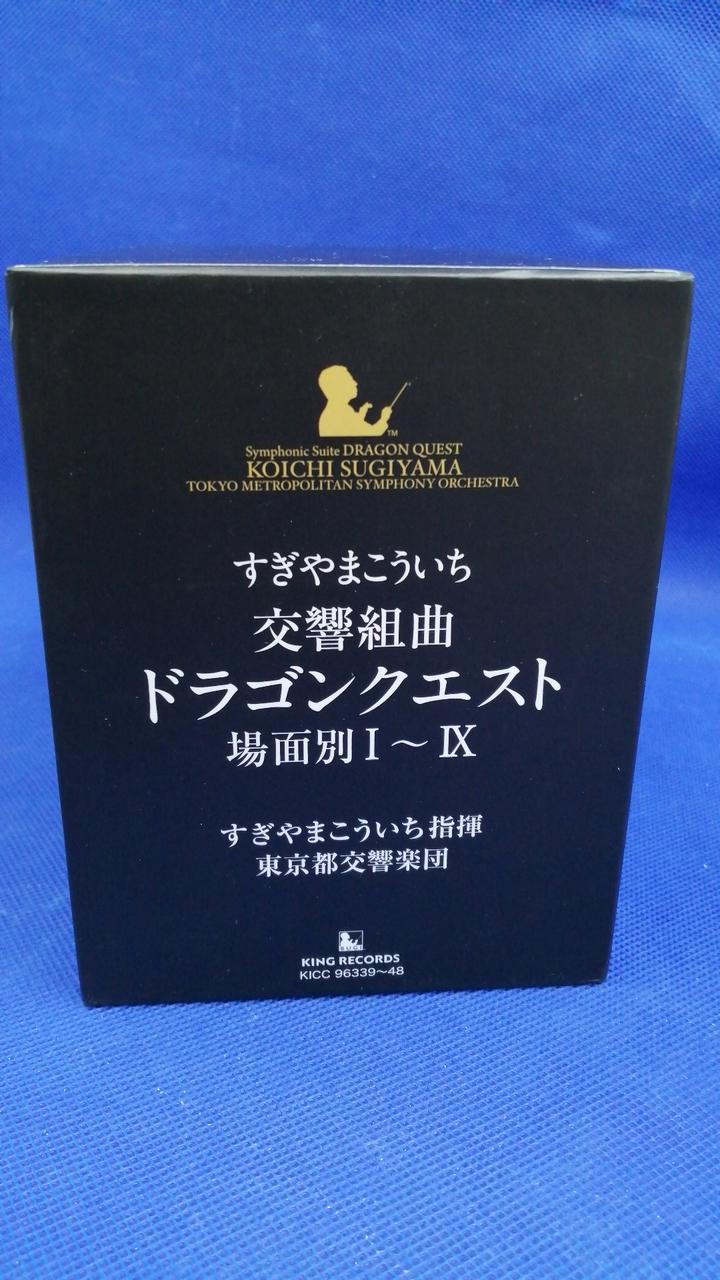 TM
Symphonic Suite DRAGON QUEST
KOICHI SUGIYAMA
TOKYO METROPOLITAN SYMPHONY ORCHESTRA
すぎやまこういち
交響組曲
ドラゴンクエスト
場面別Ⅰ～Ⅸ
すぎやまこういち指揮
東京都交響楽団
SUGI
KING RECORDS
KICC 96339～48